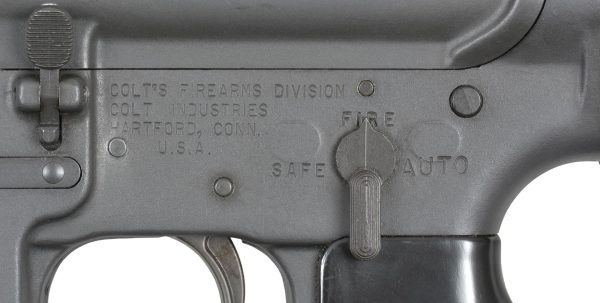 COLT'S FIREARMS DIVISION
COLT INDUSTRIES
HARTFORD, CONN.
U.S.A.
FIRE
SAFE
AUTO